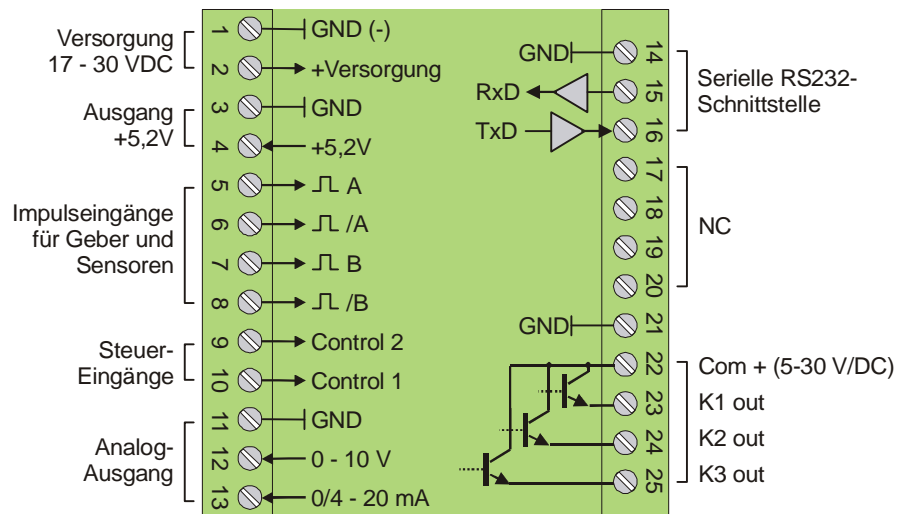 Versorgung
17 - 30 VDC
Ausgang
+5,2V
Impulseingänge
für Geber und
Sensoren
Steuer-
Eingänge
Analog-
Ausgang
1 GND (-)
2 +Versorgung
3 GND
4 +5,2V
5 A
6 /A
7 B
8 /B
9 Control 2
10 Control 1
11 GND
12 0 - 10 V
13 0/4 - 20 mA
GND 14
RxD 15
TxD 16
17
18
19
20
GND 21
22
23
24
25
Serielle RS232-
Schnittstelle
NC
Com + (5-30 V/DC)
K1 out
K2 out
K3 out